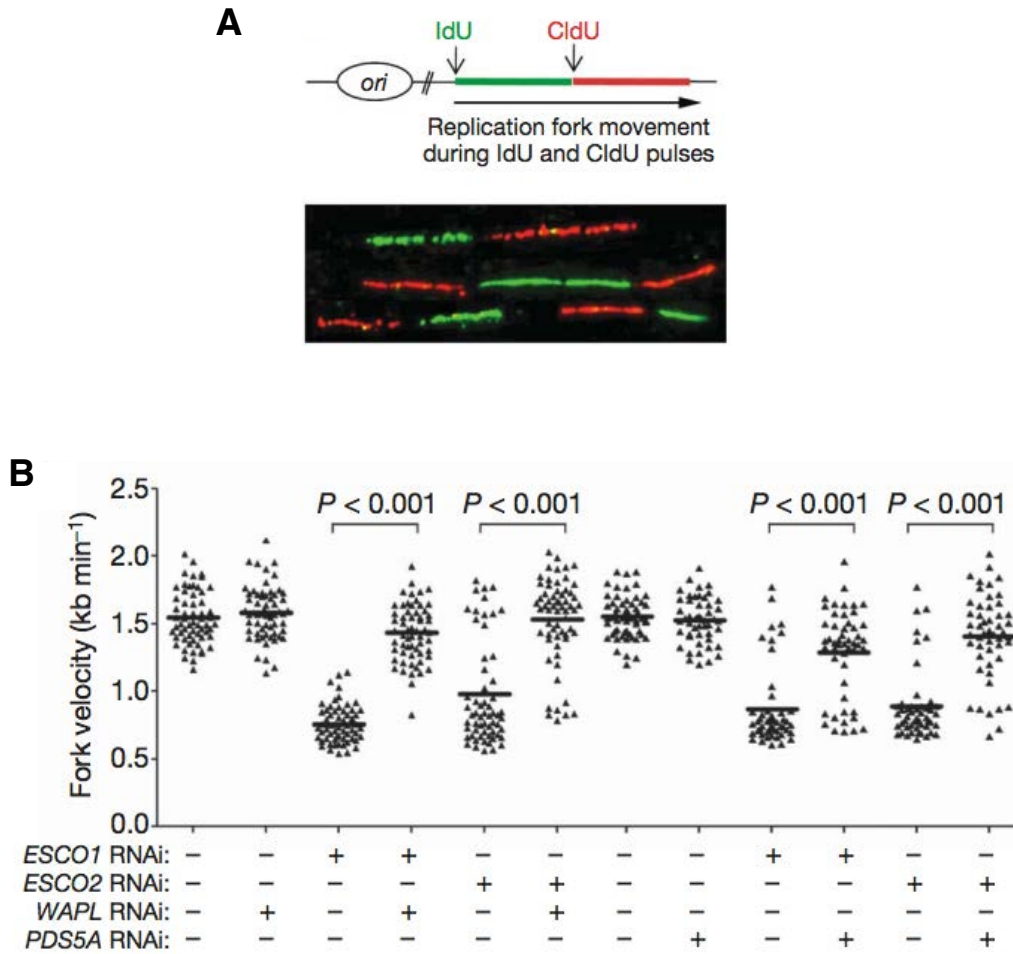 A
IdU CldU
ori
Replication fork movement
during IdU and CldU pulses
B
Fork velocity (kb min⁻¹)
2.5
2.0
1.5
1.0
0.5
0.0
P < 0.001 P < 0.001 P < 0.001 P < 0.001
ESCO1 RNAi: – – + + – – – – + + – –
ESCO2 RNAi: – – – – + + – – – – + +
WAPL RNAi: – + – + – + – – – – – –
PDS5A RNAi: – – – – – – – + – + – +